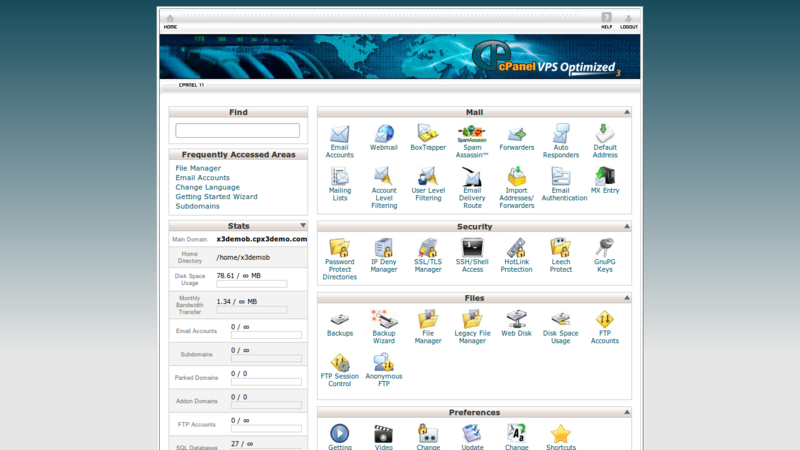 HOME
HELP
LOGOUT
cPanel VPS Optimized 3
CPANEL 11
Find
Frequently Accessed Areas
File Manager
Email Accounts
Change Language
Getting Started Wizard
Subdomains
Stats
Main Domain x3demob.cpx3demo.com
Home
Directory
/home/x3demob
Disk Space
Usage
78.61 / ∞ MB
Monthly
Bandwidth
Transfer
1.34 / ∞ MB
Email Accounts
0 / ∞
Subdomains
0 / ∞
Parked Domains
0 / 0
Addon Domains
0 / 0
FTP Accounts
0 / ∞
SQL Databases
27 / ∞
Mail
Email
Accounts
Webmail
BoxTrapper
SpamAssassin
Spam
Assassin™
Forwarders
Auto
Responders
Default
Address
Mailing
Lists
Account
Level
Filtering
User Level
Filtering
Email
Delivery
Route
Import
Addresses/
Forwarders
Email
Authentication
MX Entry
Security
Password
Protect
Directories
IP Deny
Manager
SSL/TLS
Manager
SSH/Shell
Access
HotLink
Protection
Leech
Protect
GnuPG
Keys
Files
Backups
Backup
Wizard
File
Manager
Legacy File
Manager
Web Disk
Disk Space
Usage
FTP
Accounts
FTP Session
Control
Anonymous
FTP
Preferences
Getting
Video
Change
Update
Change
Shortcuts